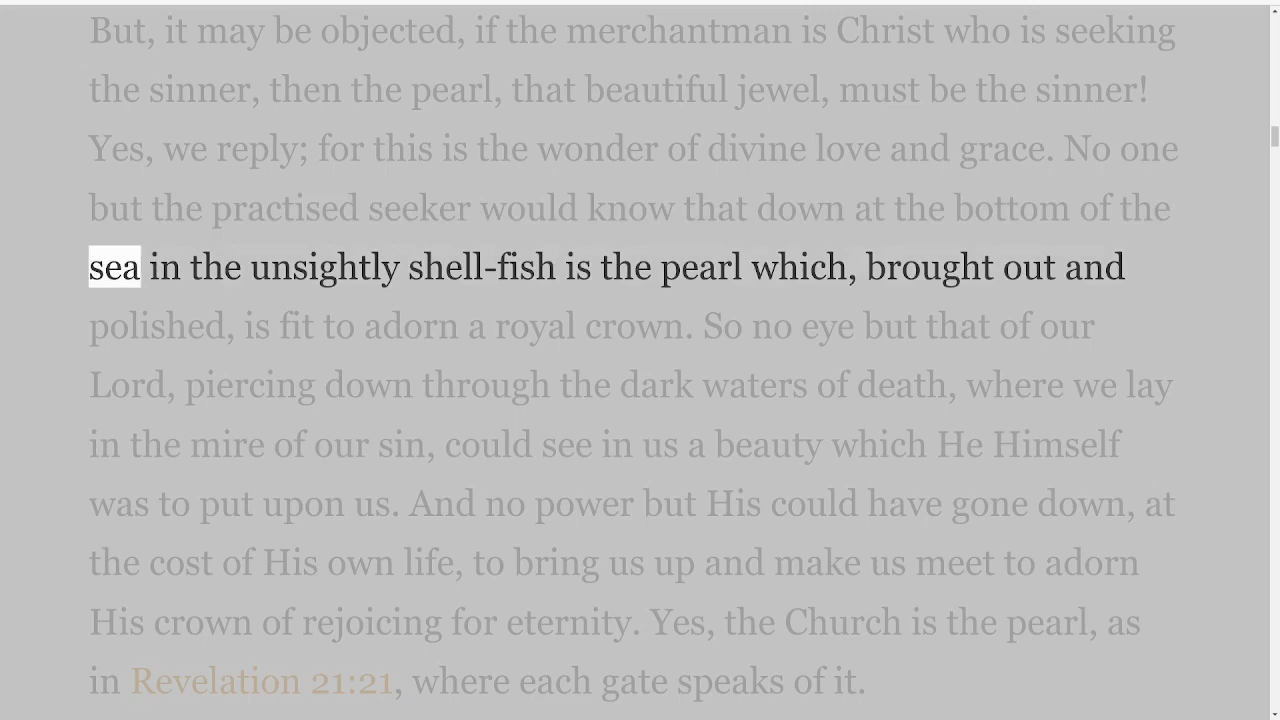 But, it may be objected, if the merchantman is Christ who is seeking
the sinner, then the pearl, that beautiful jewel, must be the sinner!
Yes, we reply; for this is the wonder of divine love and grace. No one
but the practised seeker would know that down at the bottom of the
sea in the unsightly shell-fish is the pearl which, brought out and
polished, is fit to adorn a royal crown. So no eye but that of our
Lord, piercing down through the dark waters of death, where we lay
in the mire of our sin, could see in us a beauty which He Himself
was to put upon us. And no power but His could have gone down, at
the cost of His own life, to bring us up and make us meet to adorn
His crown of rejoicing for eternity. Yes, the Church is the pearl, as
in Revelation 21:21, where each gate speaks of it.